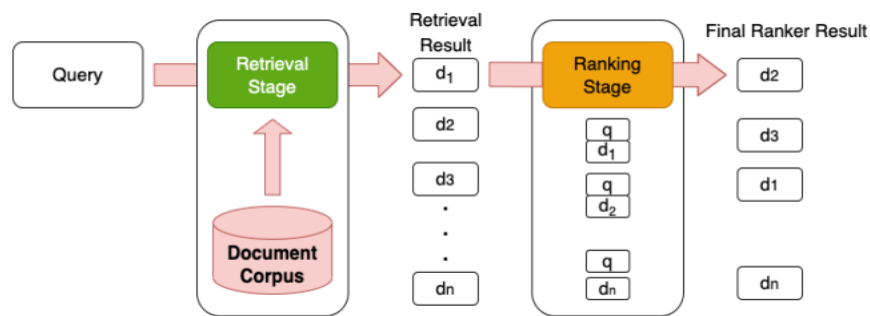 Query
Retrieval
Stage
Document
Corpus
Retrieval
Result
d₁
d2
d3
.
.
.
dn
Ranking
Stage
q
d₁
q
d₂
q
dₙ
Final Ranker Result
d2
d3
d1
dn